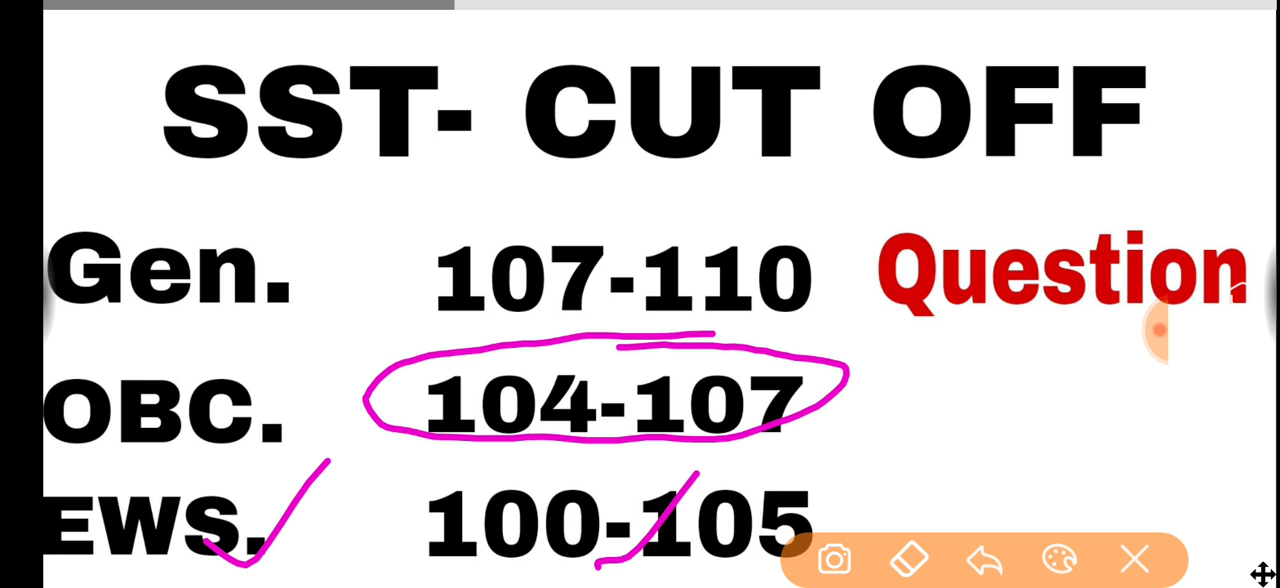 SST- CUT OFF
Gen. 107-110 Question
OBC. 104-107
EWS. 100-105